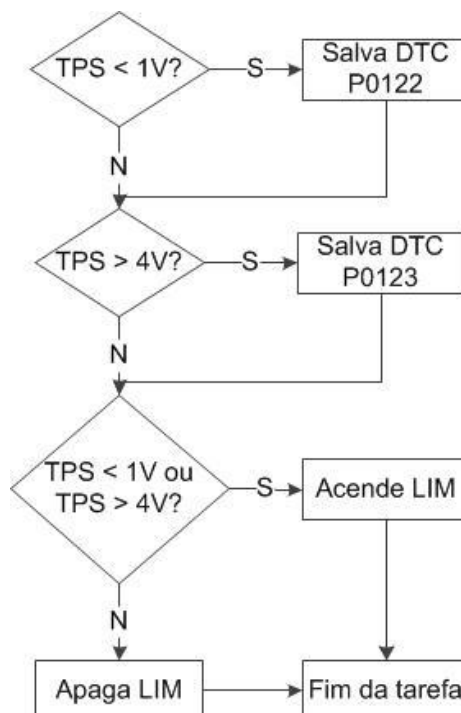 TPS < 1V?
S
Salva DTC
P0122
N
TPS > 4V?
S
Salva DTC
P0123
N
TPS < 1V ou
TPS > 4V?
S
Acende LIM
N
Apaga LIM
Fim da tarefa